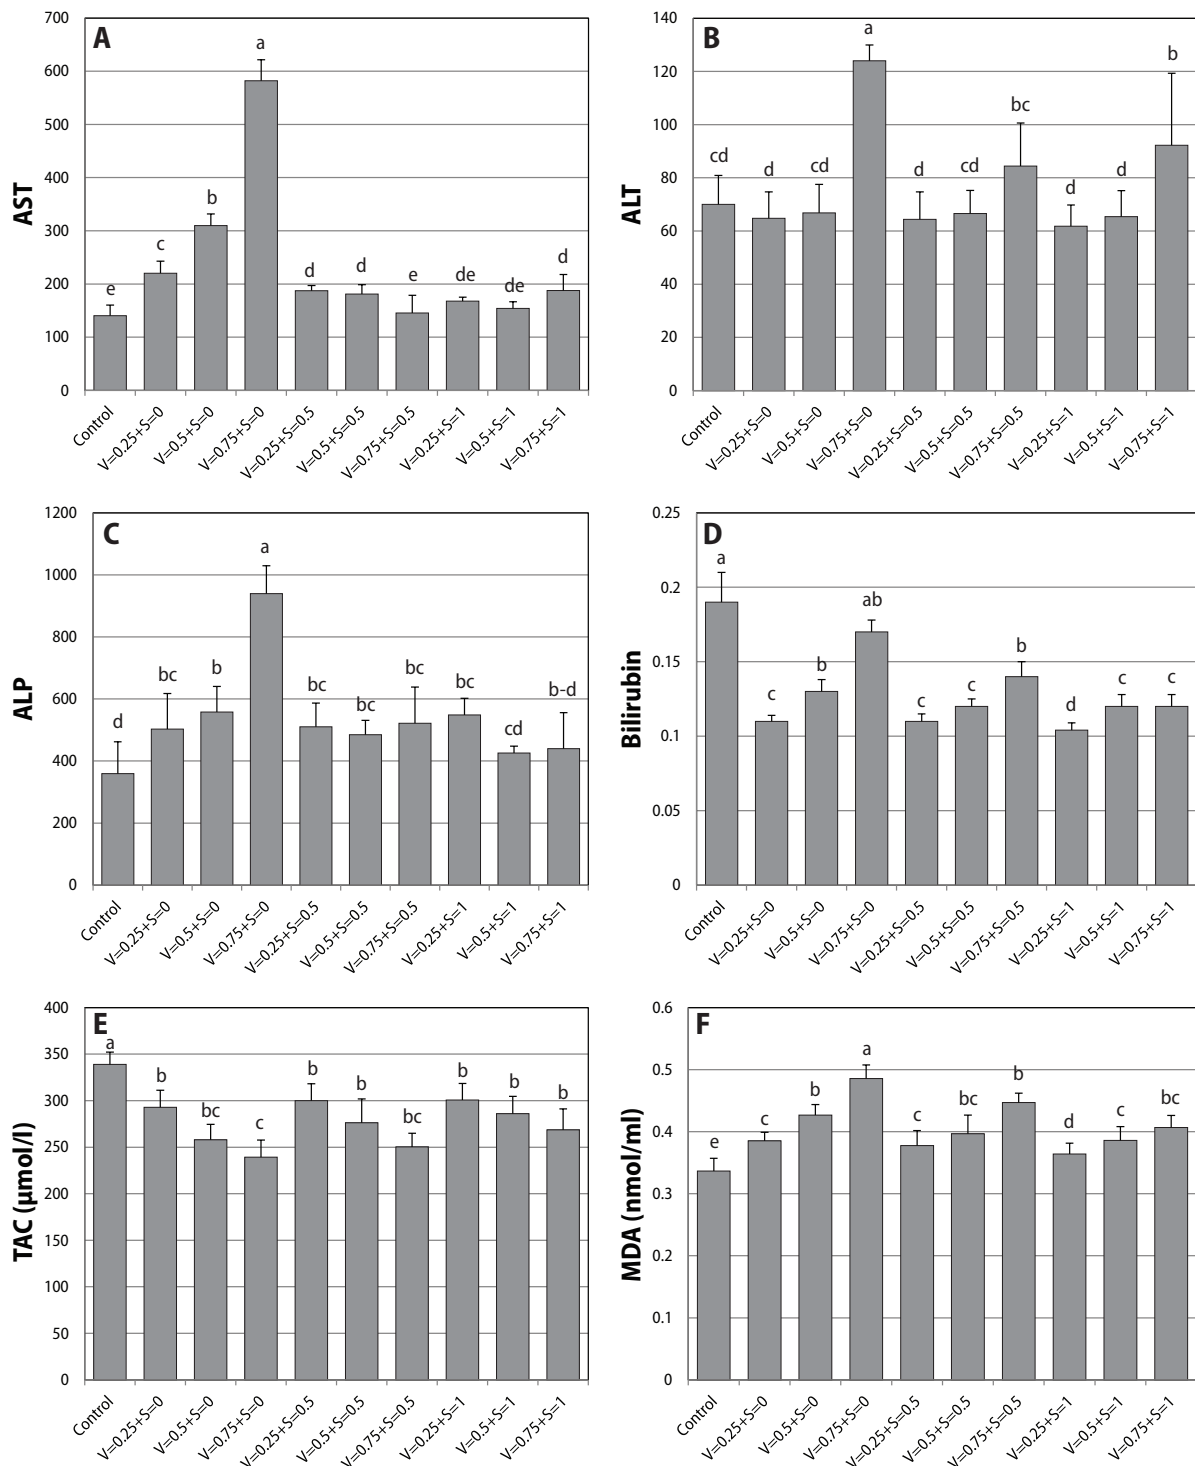 A
AST
700
600
500
400
300
200
100
0
e
c
b
a
d
d
e
de
de
d
Control
V=0.25+S=0
V=0.5+S=0
V=0.75+S=0
V=0.25+S=0.5
V=0.5+S=0.5
V=0.75+S=0.5
V=0.25+S=1
V=0.5+S=1
V=0.75+S=1
B
ALT
140
120
100
80
60
40
20
0
cd
d
cd
a
d
cd
bc
d
d
b
Control
V=0.25+S=0
V=0.5+S=0
V=0.75+S=0
V=0.25+S=0.5
V=0.5+S=0.5
V=0.75+S=0.5
V=0.25+S=1
V=0.5+S=1
V=0.75+S=1
C
ALP
1200
1000
800
600
400
200
0
d
bc
b
a
bc
bc
bc
bc
cd
b-d
Control
V=0.25+S=0
V=0.5+S=0
V=0.75+S=0
V=0.25+S=0.5
V=0.5+S=0.5
V=0.75+S=0.5
V=0.25+S=1
V=0.5+S=1
V=0.75+S=1
D
Bilirubin
0.25
0.2
0.15
0.1
0.05
0
a
c
b
ab
c
c
b
d
c
c
Control
V=0.25+S=0
V=0.5+S=0
V=0.75+S=0
V=0.25+S=0.5
V=0.5+S=0.5
V=0.75+S=0.5
V=0.25+S=1
V=0.5+S=1
V=0.75+S=1
E
TAC (µmol/l)
400
350
300
250
200
150
100
50
0
a
b
bc
c
b
b
bc
b
b
b
Control
V=0.25+S=0
V=0.5+S=0
V=0.75+S=0
V=0.25+S=0.5
V=0.5+S=0.5
V=0.75+S=0.5
V=0.25+S=1
V=0.5+S=1
V=0.75+S=1
F
MDA (nmol/ml)
0.6
0.5
0.4
0.3
0.2
0.1
0
e
c
b
a
c
bc
b
d
c
bc
Control
V=0.25+S=0
V=0.5+S=0
V=0.75+S=0
V=0.25+S=0.5
V=0.5+S=0.5
V=0.75+S=0.5
V=0.25+S=1
V=0.5+S=1
V=0.75+S=1